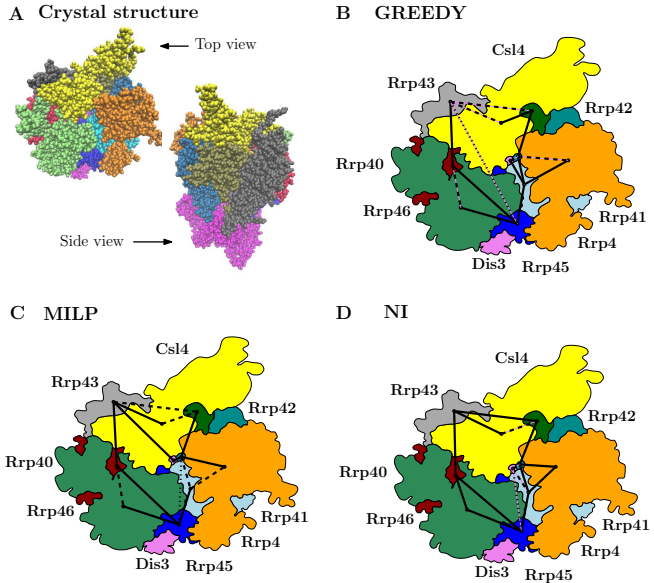 A Crystal structure
Top view
Side view
B GREEDY
Csl4
Rrp43
Rrp42
Rrp40
Rrp46
Rrp41
Rrp4
Dis3
Rrp45
C MILP
Csl4
Rrp43
Rrp42
Rrp40
Rrp46
Rrp41
Rrp4
Dis3
Rrp45
D NI
Csl4
Rrp43
Rrp42
Rrp40
Rrp46
Rrp41
Rrp4
Dis3
Rrp45